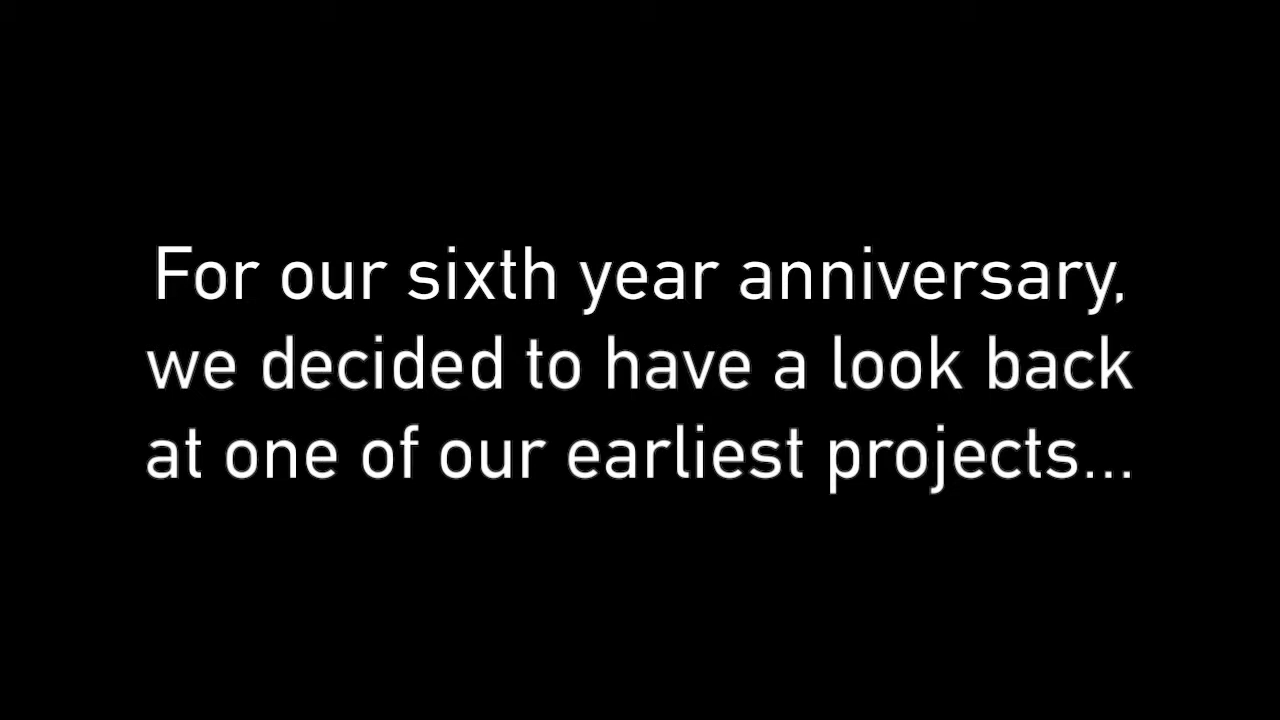 For our sixth year anniversary,
we decided to have a look back
at one of our earliest projects...